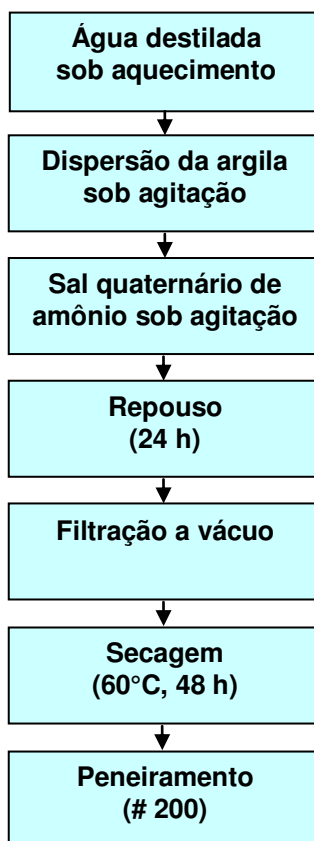 Água destilada
sob aquecimento
Dispersão da argila
sob agitação
Sal quaternário de
amônio sob agitação
Repouso
(24 h)
Filtração a vácuo
Secagem
(60°C, 48 h)
Peneiramento
(# 200)